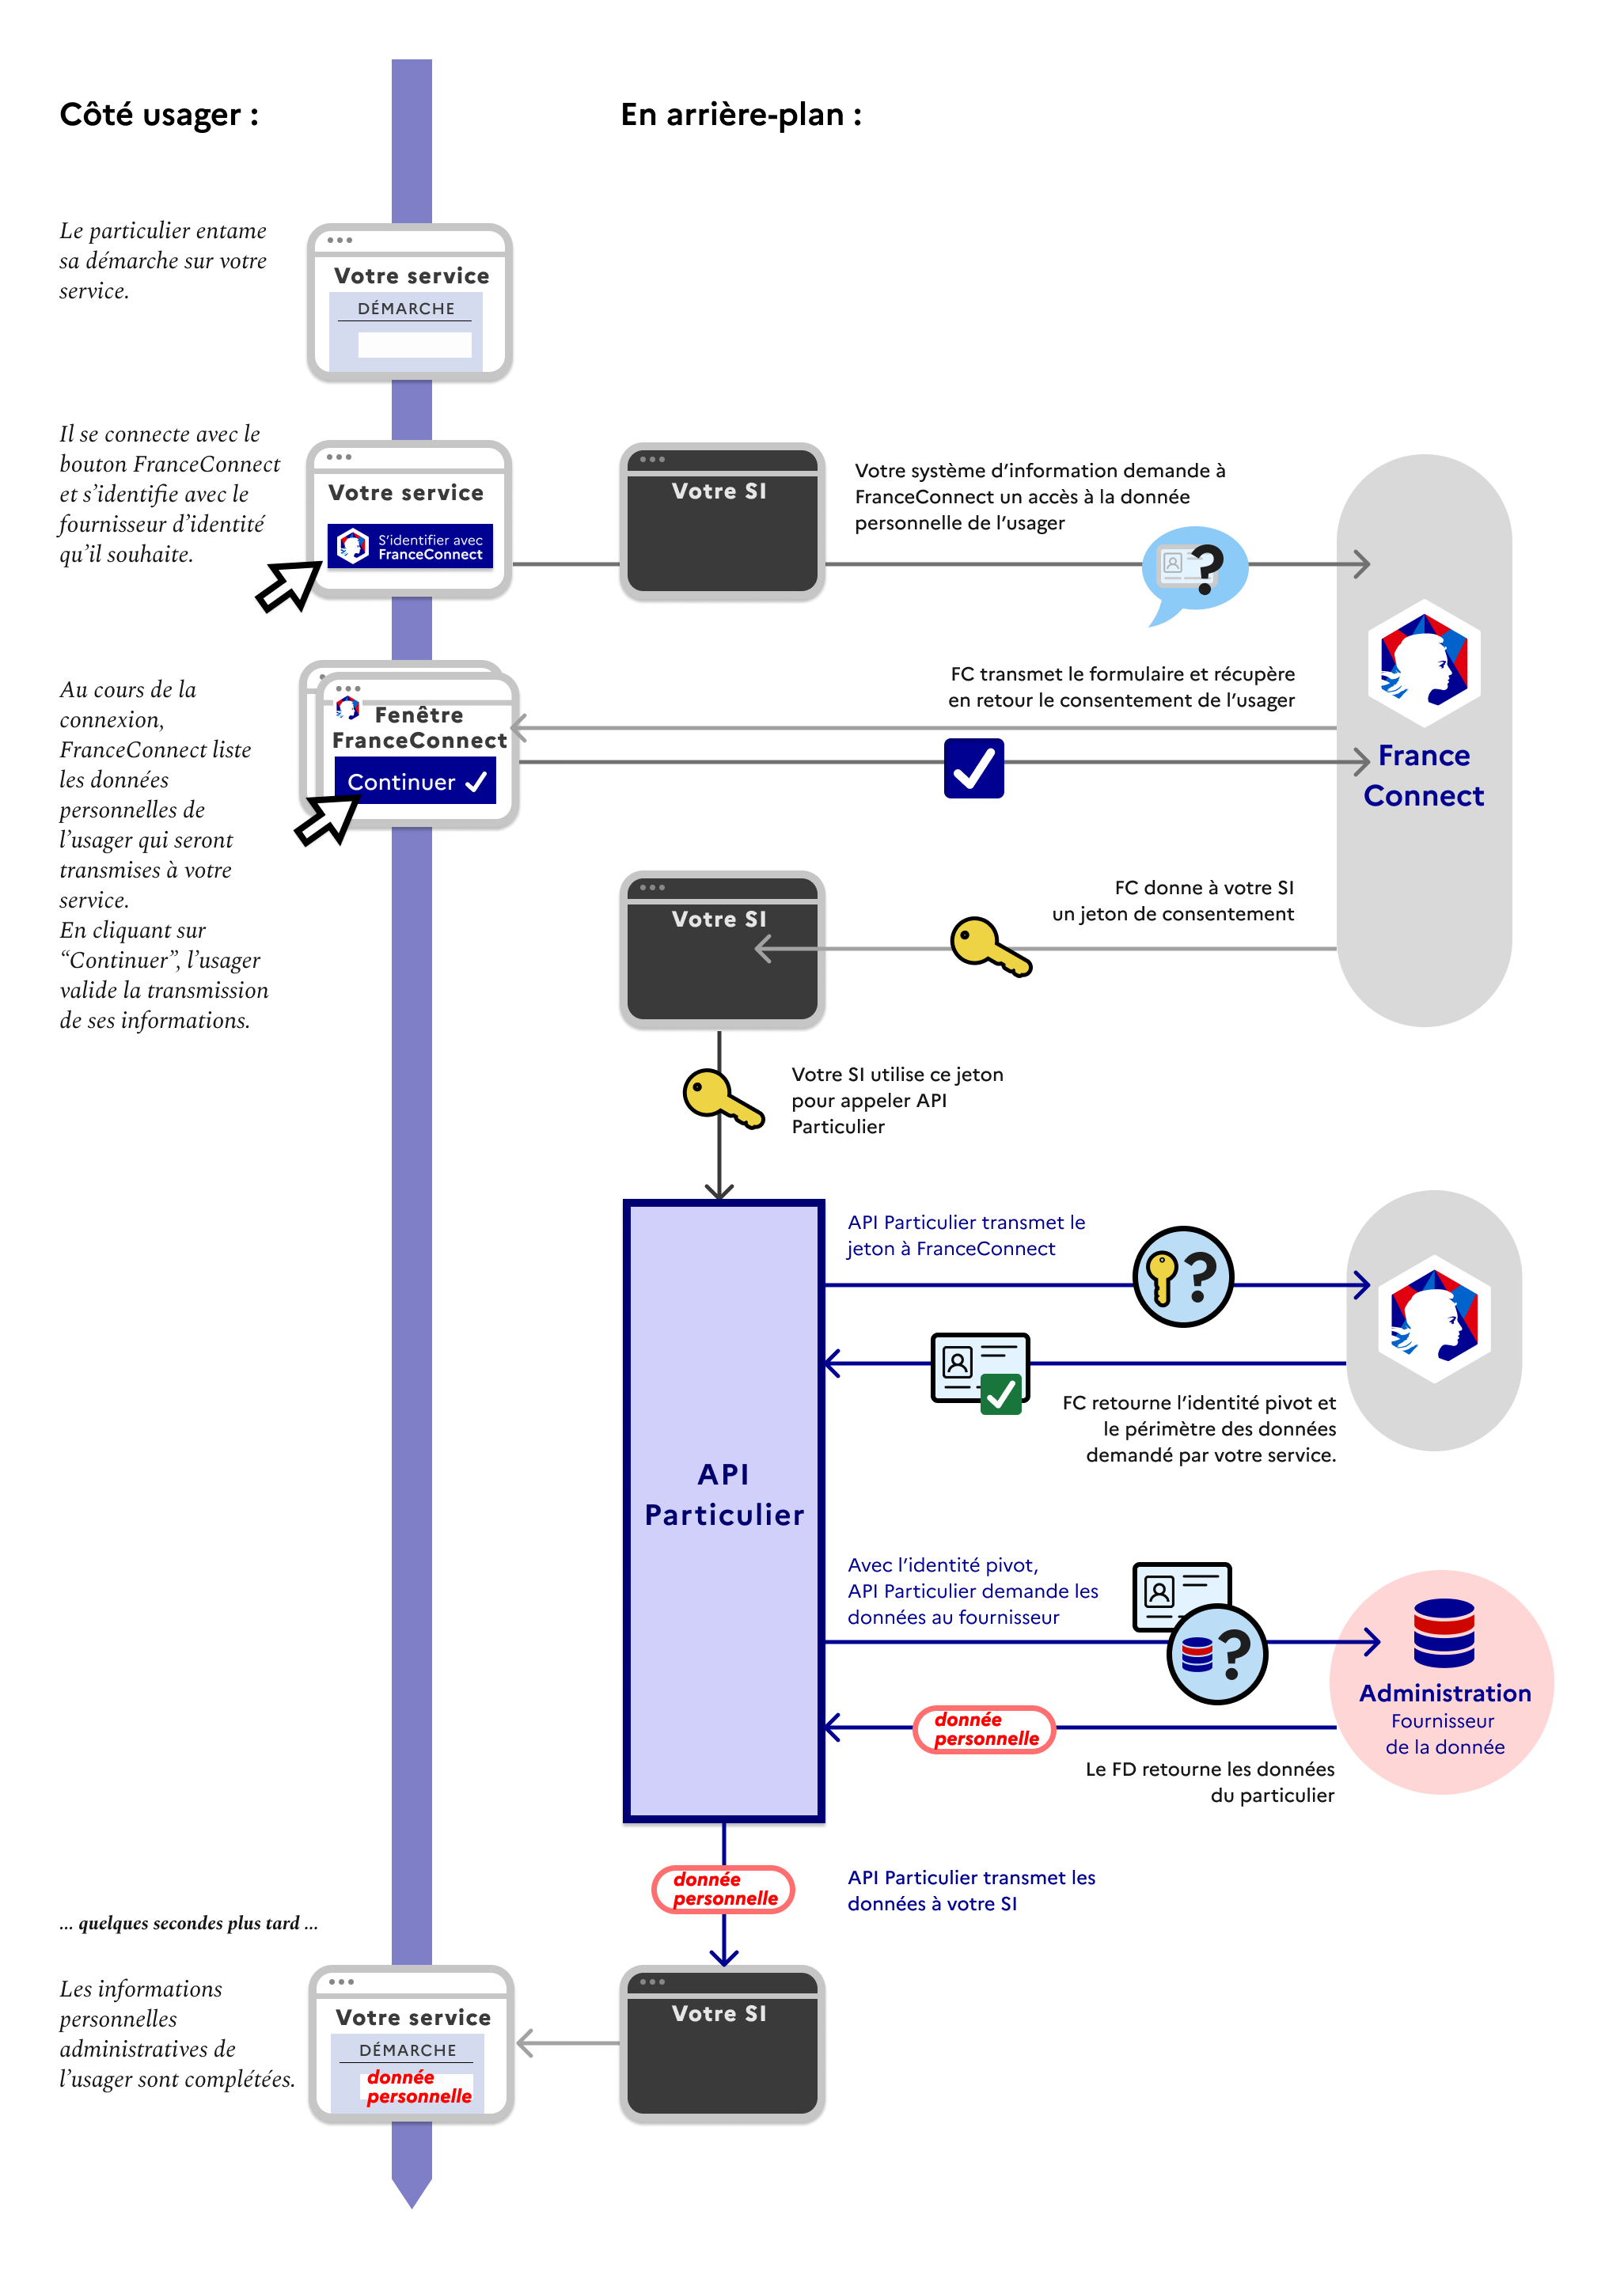 Côté usager :
En arrière-plan :
Le particulier entame
sa démarche sur votre
service.
Votre service
DÉMARCHE
Il se connecte avec le
bouton FranceConnect
et s’identifie avec le
fournisseur d’identité
qu’il souhaite.
Votre service
S’identifier avec
FranceConnect
Votre SI
Votre système d’information demande à
FranceConnect un accès à la donnée
personnelle de l’usager
?
Au cours de la
connexion,
FranceConnect liste
les données
personnelles de
l’usager qui seront
transmises à votre
service.
En cliquant sur
“Continuer”, l’usager
valide la transmission
de ses informations.
Fenêtre
FranceConnect
Continuer
FC transmet le formulaire et récupère
en retour le consentement de l’usager
France
Connect
Votre SI
FC donne à votre SI
un jeton de consentement
Votre SI utilise ce jeton
pour appeler API
Particulier
API
Particulier
API Particulier transmet le
jeton à FranceConnect
?
FC retourne l’identité pivot et
le périmètre des données
demandé par votre service.
Avec l’identité pivot,
API Particulier demande les
données au fournisseur
?
Administration
Fournisseur
de la donnée
donnée
personnelle
Le FD retourne les données
du particulier
donnée
personnelle
API Particulier transmet les
données à votre SI
... quelques secondes plus tard ...
Les informations
personnelles
administratives de
l’usager sont complétées.
Votre service
DÉMARCHE
donnée
personnelle
Votre SI